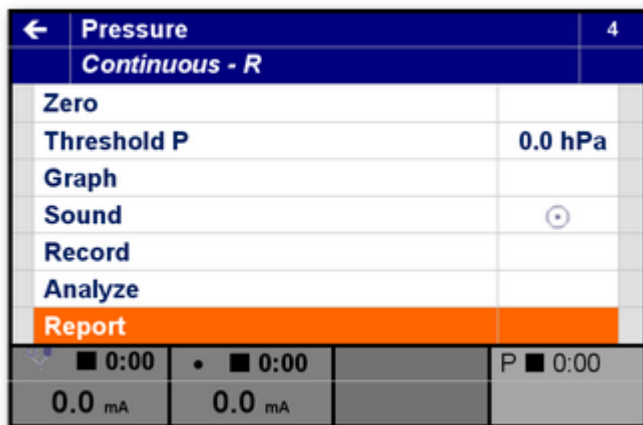 ← Pressure 4
Continuous - R
Zero
Threshold P 0.0 hPa
Graph
Sound
Record
Analyze
Report
■ 0:00 • ■ 0:00 P ■ 0:00
0.0 mA 0.0 mA